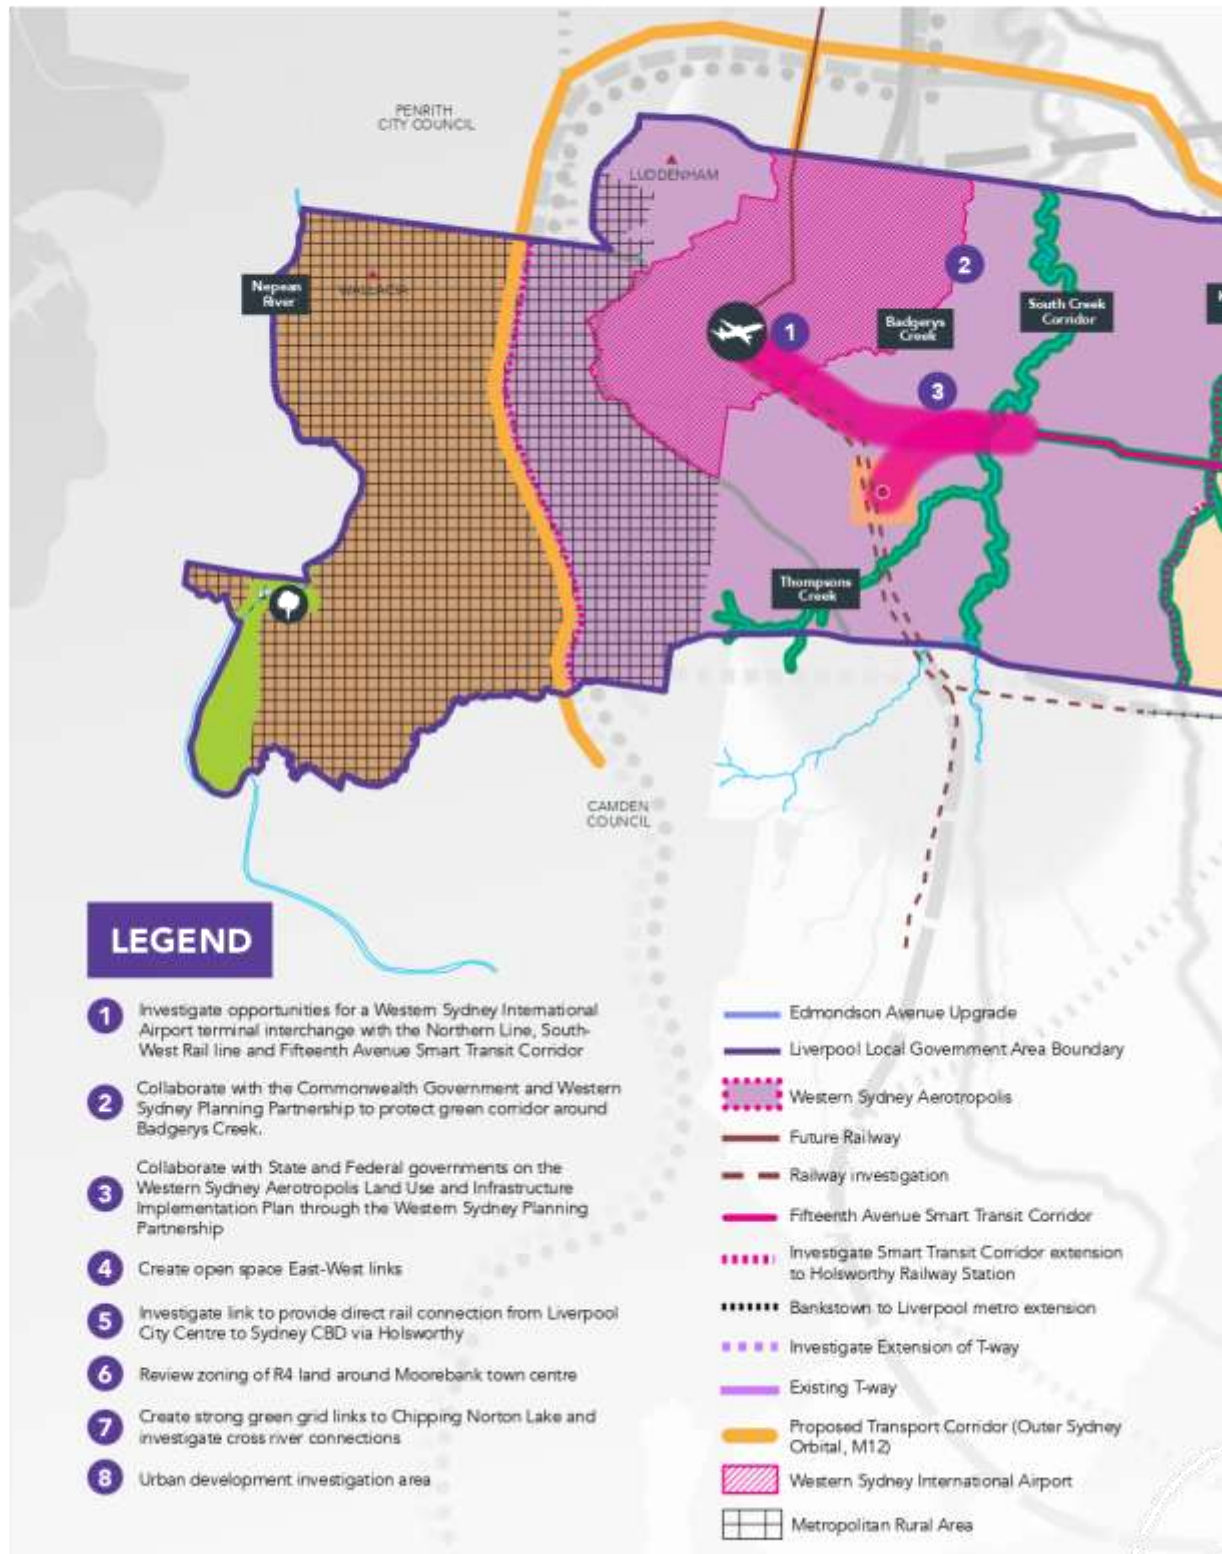 PENRITH
CITY COUNCIL
LUDDENHAM
2
Nepean
River
WALLACIA
South Creek
Corridor
1
Badgerys
Creek
3
Thompsons
Creek
CAMDEN
COUNCIL
LEGEND
1 Investigate opportunities for a Western Sydney International
Airport terminal interchange with the Northern Line, South-
West Rail line and Fifteenth Avenue Smart Transit Corridor
2 Collaborate with the Commonwealth Government and Western
Sydney Planning Partnership to protect green corridor around
Badgerys Creek.
3 Collaborate with State and Federal governments on the
Western Sydney Aerotropolis Land Use and Infrastructure
Implementation Plan through the Western Sydney Planning
Partnership
4 Create open space East-West links
5 Investigate link to provide direct rail connection from Liverpool
City Centre to Sydney CBD via Holsworthy
6 Review zoning of R4 land around Moorebank town centre
7 Create strong green grid links to Chipping Norton Lake and
investigate cross river connections
8 Urban development investigation area
Edmondson Avenue Upgrade
Liverpool Local Government Area Boundary
Western Sydney Aerotropolis
Future Railway
Railway investigation
Fifteenth Avenue Smart Transit Corridor
Investigate Smart Transit Corridor extension
to Holsworthy Railway Station
Bankstown to Liverpool metro extension
Investigate Extension of T-way
Existing T-way
Proposed Transport Corridor (Outer Sydney
Orbital, M12)
Western Sydney International Airport
Metropolitan Rural Area